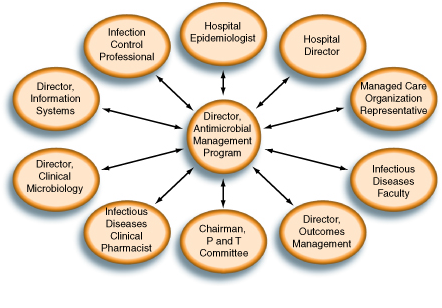 Hospital
Epidemiologist
Infection
Control
Professional
Hospital
Director
Director,
Information
Systems
Managed Care
Organization
Representative
Director,
Antimicrobial
Management
Program
Director,
Clinical
Microbiology
Infectious
Diseases
Faculty
Infectious
Diseases
Clinical
Pharmacist
Chairman,
P and T
Committee
Director,
Outcomes
Management